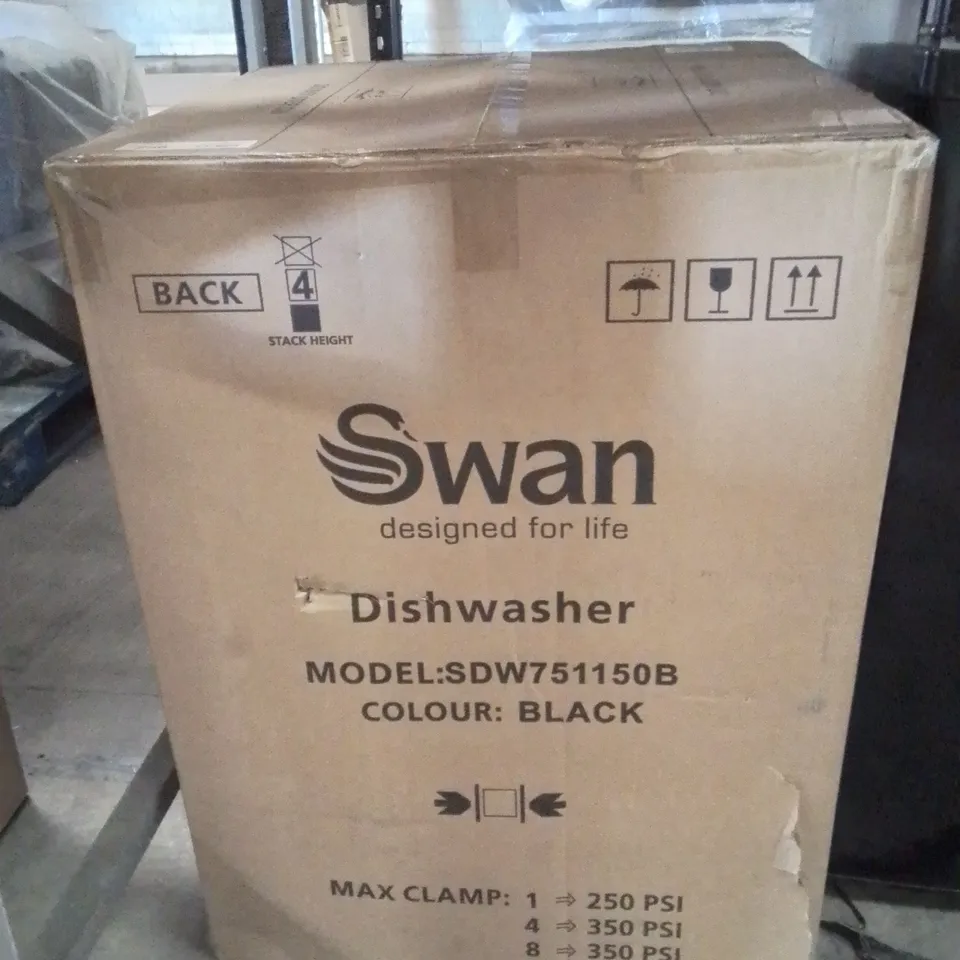 BACK
4
STACK HEIGHT
Swan
designed for life
Dishwasher
MODEL:SDW751150B
COLOUR: BLACK
MAX CLAMP: 1 ⇒ 250 PSI
4 ⇒ 350 PSI
8 ⇒ 350 PSI